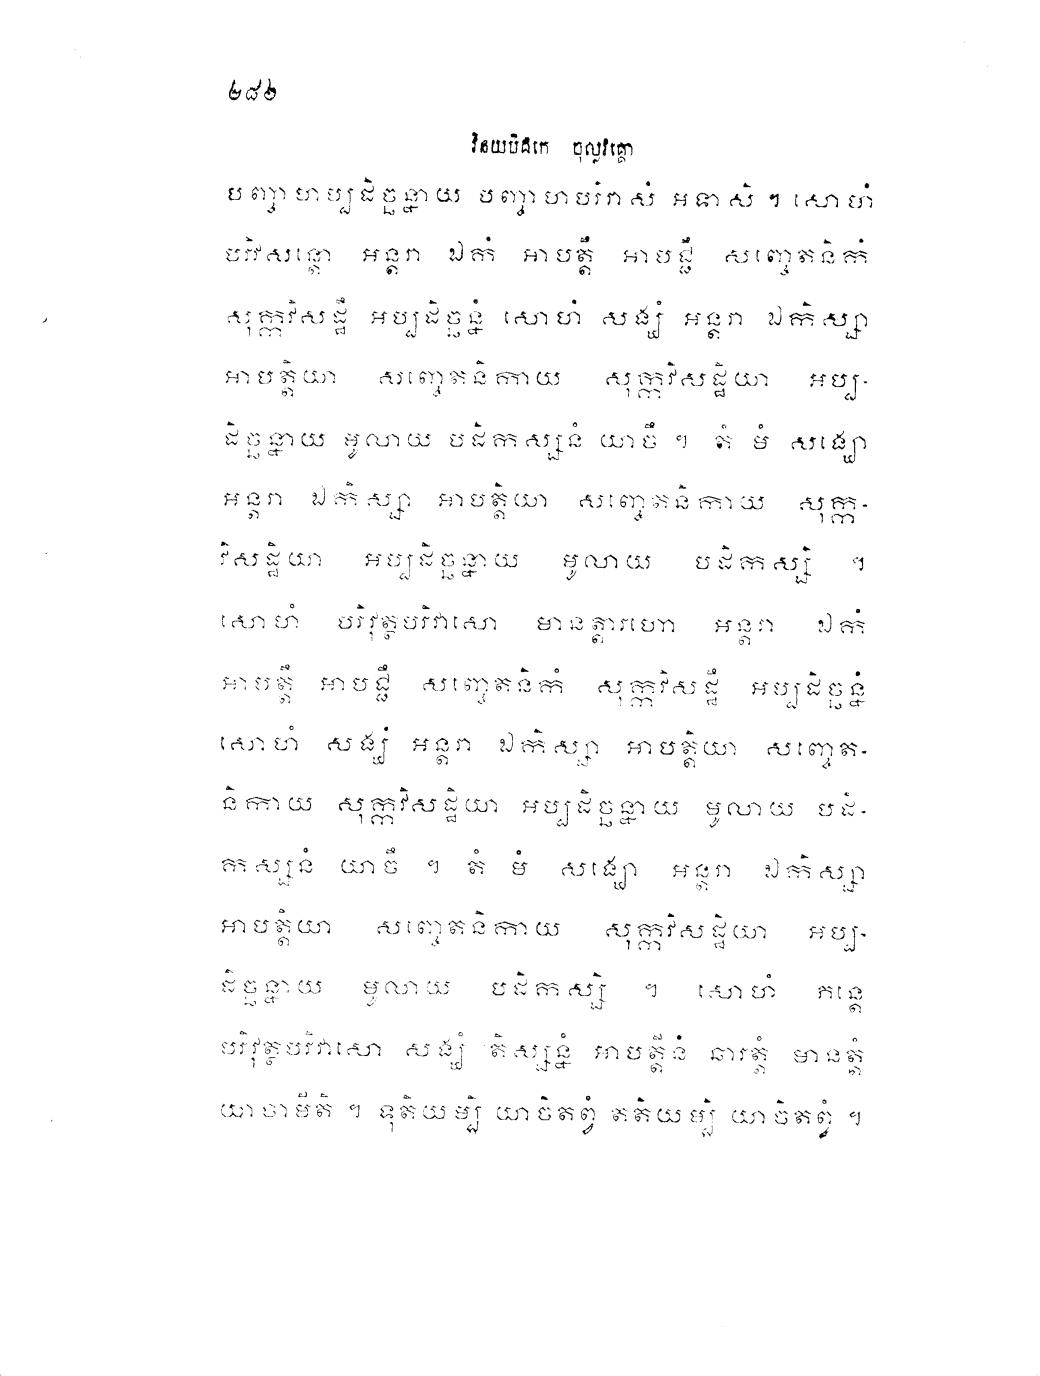 ២៨៦
វិនយបិដកេ ចុល្លវគ្គោ
បញ្ចាហប្បដិច្ឆន្នាយ បញ្ចាហបរិវាសំ អទាសិ ។ សោហំ
បរិវសន្តោ អន្តរា ឯកំ អាបត្តឹ អាបជ្ជឹ សញ្ចេតនិកំ
សុក្កវិសដ្ឋឹ អប្បដិច្ឆន្នំ សោហំ សង្ឃំ អន្តរា ឯកិស្សា
អាបត្តិយា សញ្ចេតនិកាយ សុក្កវិសដ្ឋិយា អប្ប-
ដិច្ឆន្នាយ មូលាយ បដិកស្សនំ យាចឹ ។ តំ មំ សង្ឃោ
អន្តរា ឯកិស្សា អាបត្តិយា សញ្ចេតនិកាយ សុក្ក-
វិសដ្ឋិយា អប្បដិច្ឆន្នាយ មូលាយ បដិកស្សិ ។
សោហំ បរិវុត្ថបរិវាសោ មានត្តារហោ អន្តរា ឯកំ
អាបត្តឹ អាបជ្ជឹ សញ្ចេតនិកំ សុក្កវិសដ្ឋឹ អប្បដិច្ឆន្នំ
សោហំ សង្ឃំ អន្តរា ឯកិស្សា អាបត្តិយា សញ្ចេត-
និកាយ សុក្កវិសដ្ឋិយា អប្បដិច្ឆន្នាយ មូលាយ បដិ-
កស្សនំ យាចឹ ។ តំ មំ សង្ឃោ អន្តរា ឯកិស្សា
អាបត្តិយា សញ្ចេតនិកាយ សុក្កវិសដ្ឋិយា អប្ប-
ដិច្ឆន្នាយ មូលាយ បដិកស្សិ ។ សោហំ ភន្តេ
បរិវុត្ថបរិវាសោ សង្ឃំ តិស្សន្នំ អាបត្តីនំ ឆារត្តំ មានត្តំ
យាចាមីតិ ។ ទុតិយម្បិ យាចិតព្វំ តតិយម្បិ យាចិតព្វំ ។